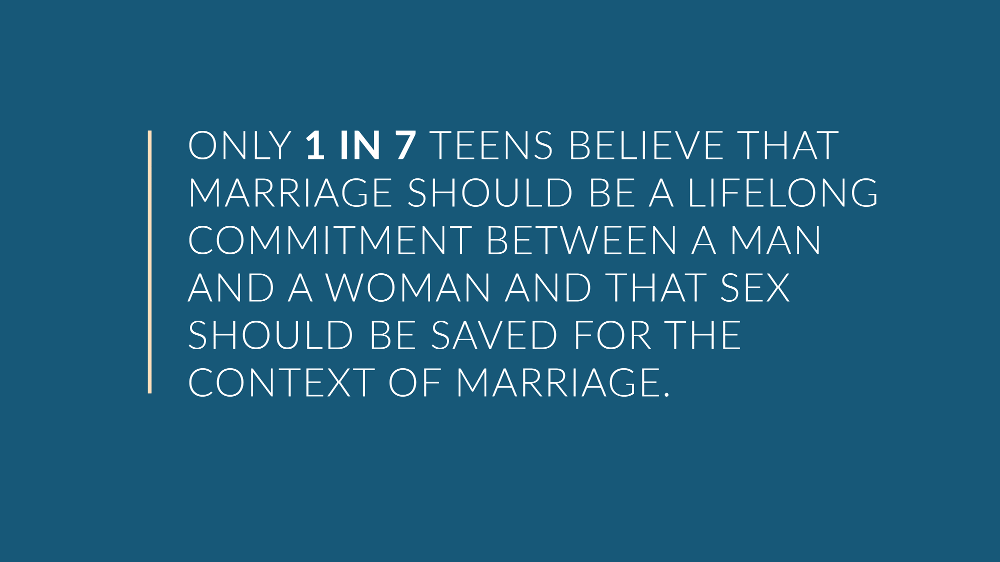 ONLY 1 IN 7 TEENS BELIEVE THAT
MARRIAGE SHOULD BE A LIFELONG
COMMITMENT BETWEEN A MAN
AND A WOMAN AND THAT SEX
SHOULD BE SAVED FOR THE
CONTEXT OF MARRIAGE.